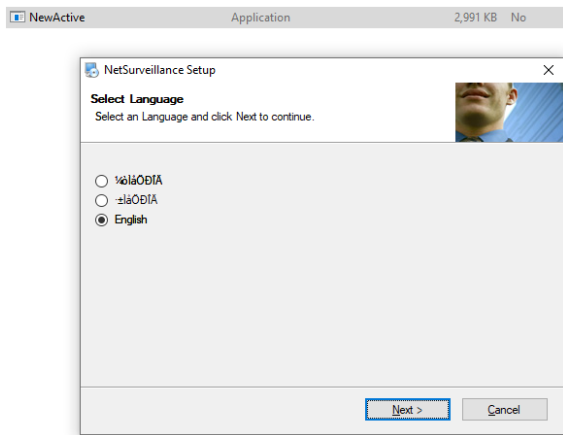 NewActive Application 2,991 KB No
NetSurveillance Setup
Select Language
Select an Language and click Next to continue.
¼òÌåÖÐÎÄ
·±ÌåÖÐÎÄ
English
Next > Cancel